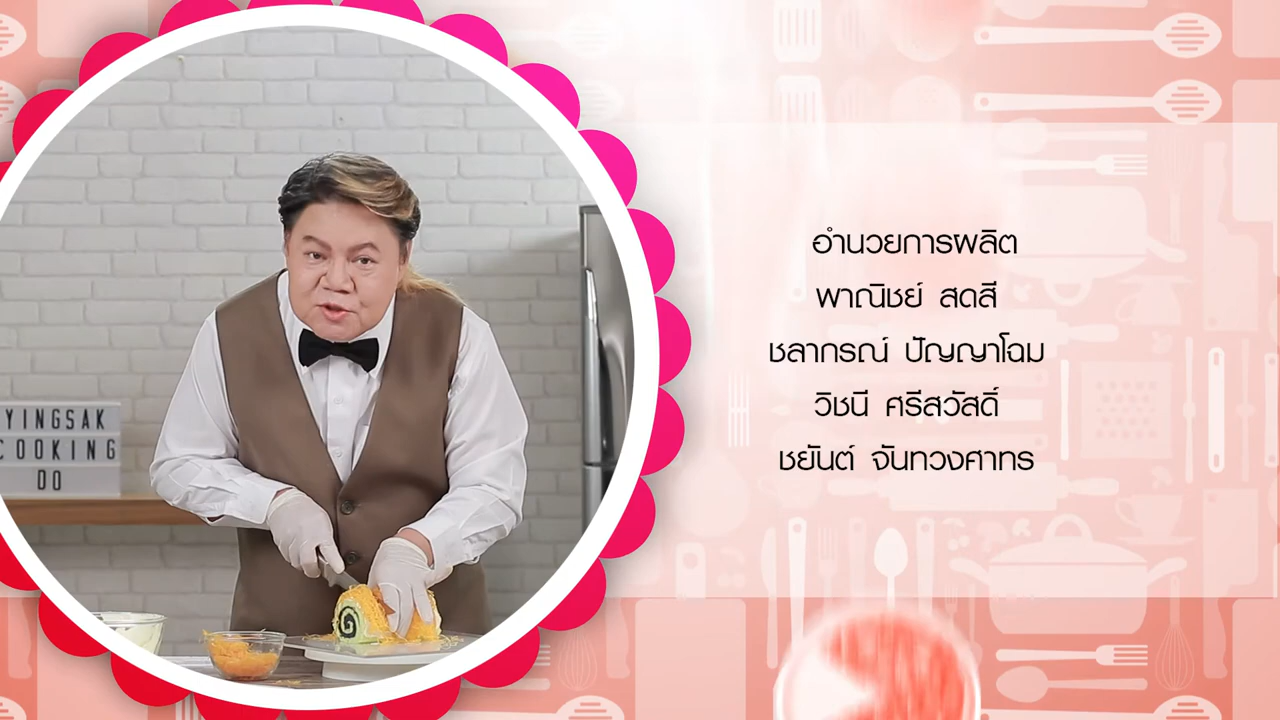 YINGSAK
COOKING
DO
อำนวยการผลิต
พาณิชย์ สดสี
ชลากรณ์ ปัญญาโฉม
วิชนี ศรีสวัสดิ์
ชยันต์ จันทวงศาทร